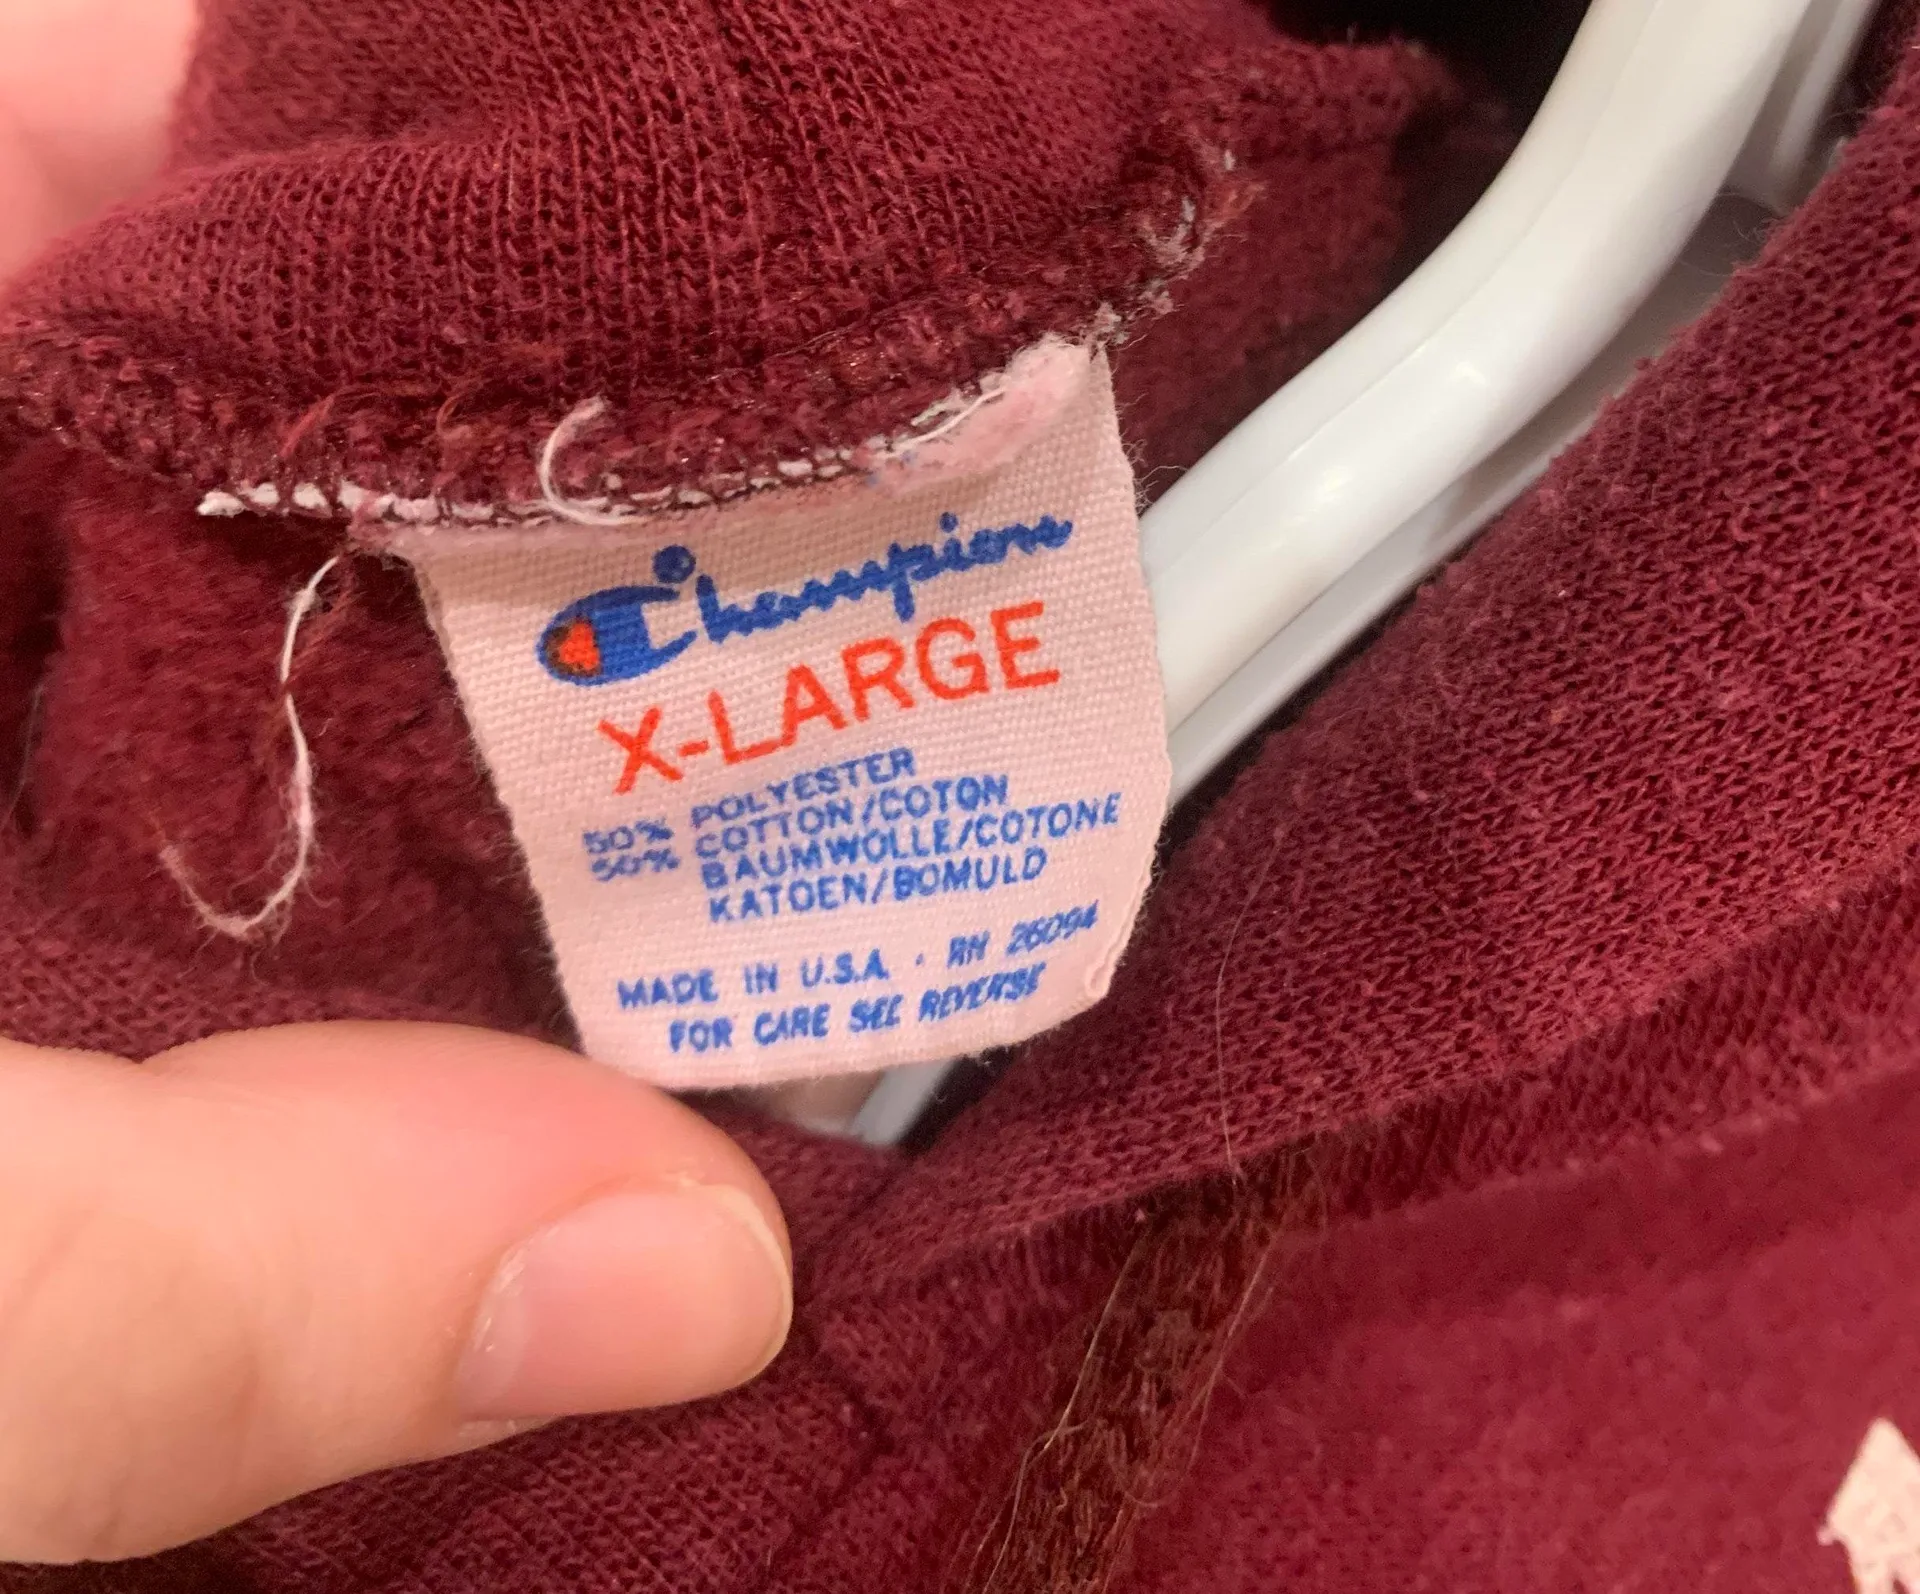 Champion
X-LARGE
50% POLYESTER
50% COTTON/COTON
BAUMWOLLE/COTONE
KATOEN/BOMULD
MADE IN U.S.A. · RN 26094
FOR CARE SEE REVERSE